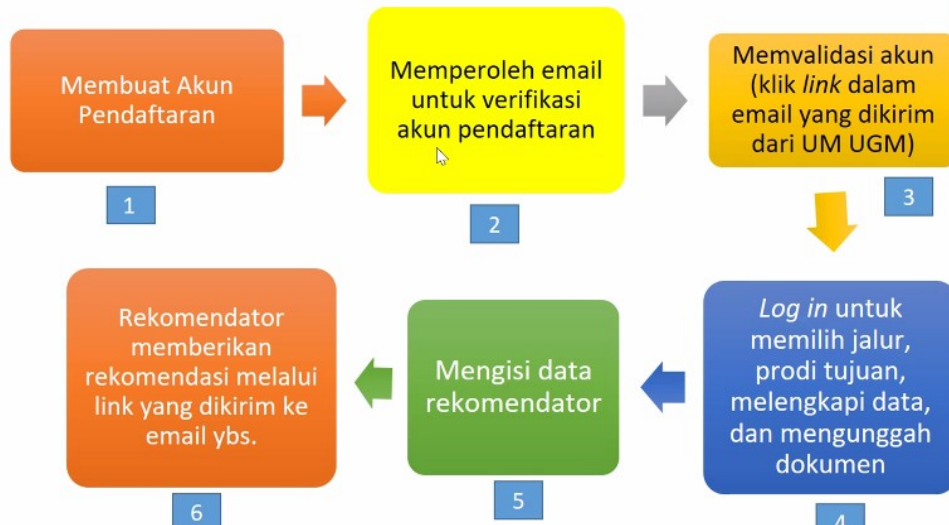 Membuat Akun
Pendaftaran
1
Memperoleh email
untuk verifikasi
akun pendaftaran
2
Memvalidasi akun
(klik link dalam
email yang dikirim
dari UM UGM)
3
Log in untuk
memilih jalur,
prodi tujuan,
melengkapi data,
dan mengunggah
dokumen
4
Mengisi data
rekomendator
5
Rekomendator
memberikan
rekomendasi melalui
link yang dikirim ke
email ybs.
6